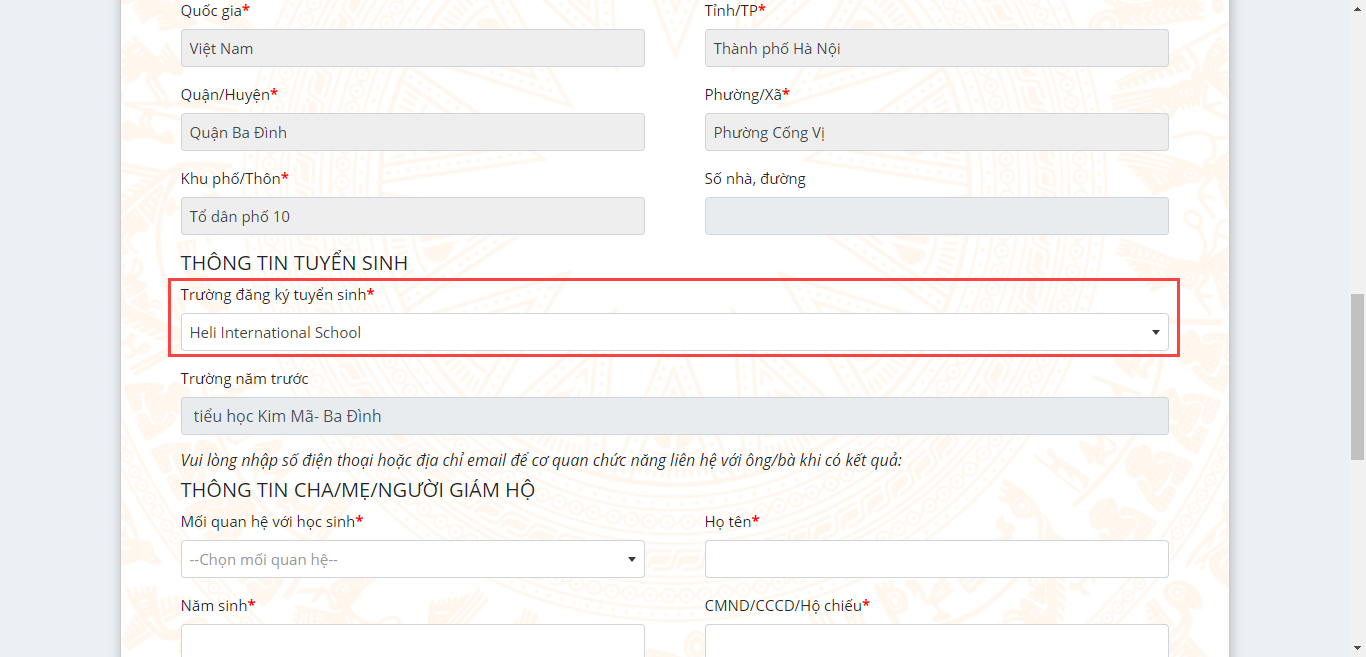 Quốc gia* Tỉnh/TP*
Việt Nam Thành phố Hà Nội
Quận/Huyện* Phường/Xã*
Quận Ba Đình Phường Cống Vị
Khu phố/Thôn* Số nhà, đường
Tổ dân phố 10
THÔNG TIN TUYỂN SINH
Trường đăng ký tuyển sinh*
Heli International School
Trường năm trước
tiểu học Kim Mã- Ba Đình
Vui lòng nhập số điện thoại hoặc địa chỉ email để cơ quan chức năng liên hệ với ông/bà khi có kết quả:
THÔNG TIN CHA/MẸ/NGƯỜI GIÁM HỘ
Mối quan hệ với học sinh* Họ tên*
--Chọn mối quan hệ--
Năm sinh* CMND/CCCD/Hộ chiếu*